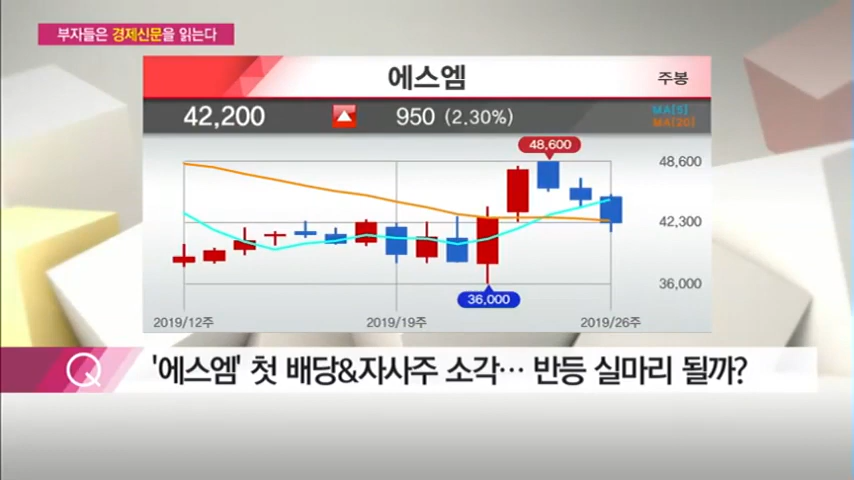 부자들은 경제신문을 읽는다
에스엠 주봉
42,200 ▲ 950 (2.30%) MA[5]
MA[20]
48,600
48,600
42,300
36,000
36,000
2019/12주 2019/19주 2019/26주
Q '에스엠' 첫 배당&자사주 소각… 반등 실마리 될까?